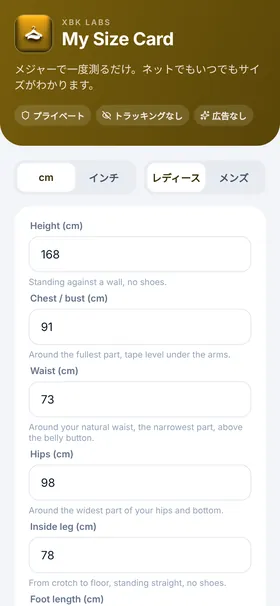 XBK LABS
My Size Card
メジャーで一度測るだけ。ネットでもいつでもサイ
ズがわかります。
プライベート トラッキングなし 広告なし
cm インチ レディース メンズ
Height (cm)
168
Standing against a wall, no shoes.
Chest / bust (cm)
91
Around the fullest part, tape level under the arms.
Waist (cm)
73
Around your natural waist, the narrowest part, above
the belly button.
Hips (cm)
98
Around the widest part of your hips and bottom.
Inside leg (cm)
78
From crotch to floor, standing straight, no shoes.
Foot length (cm)